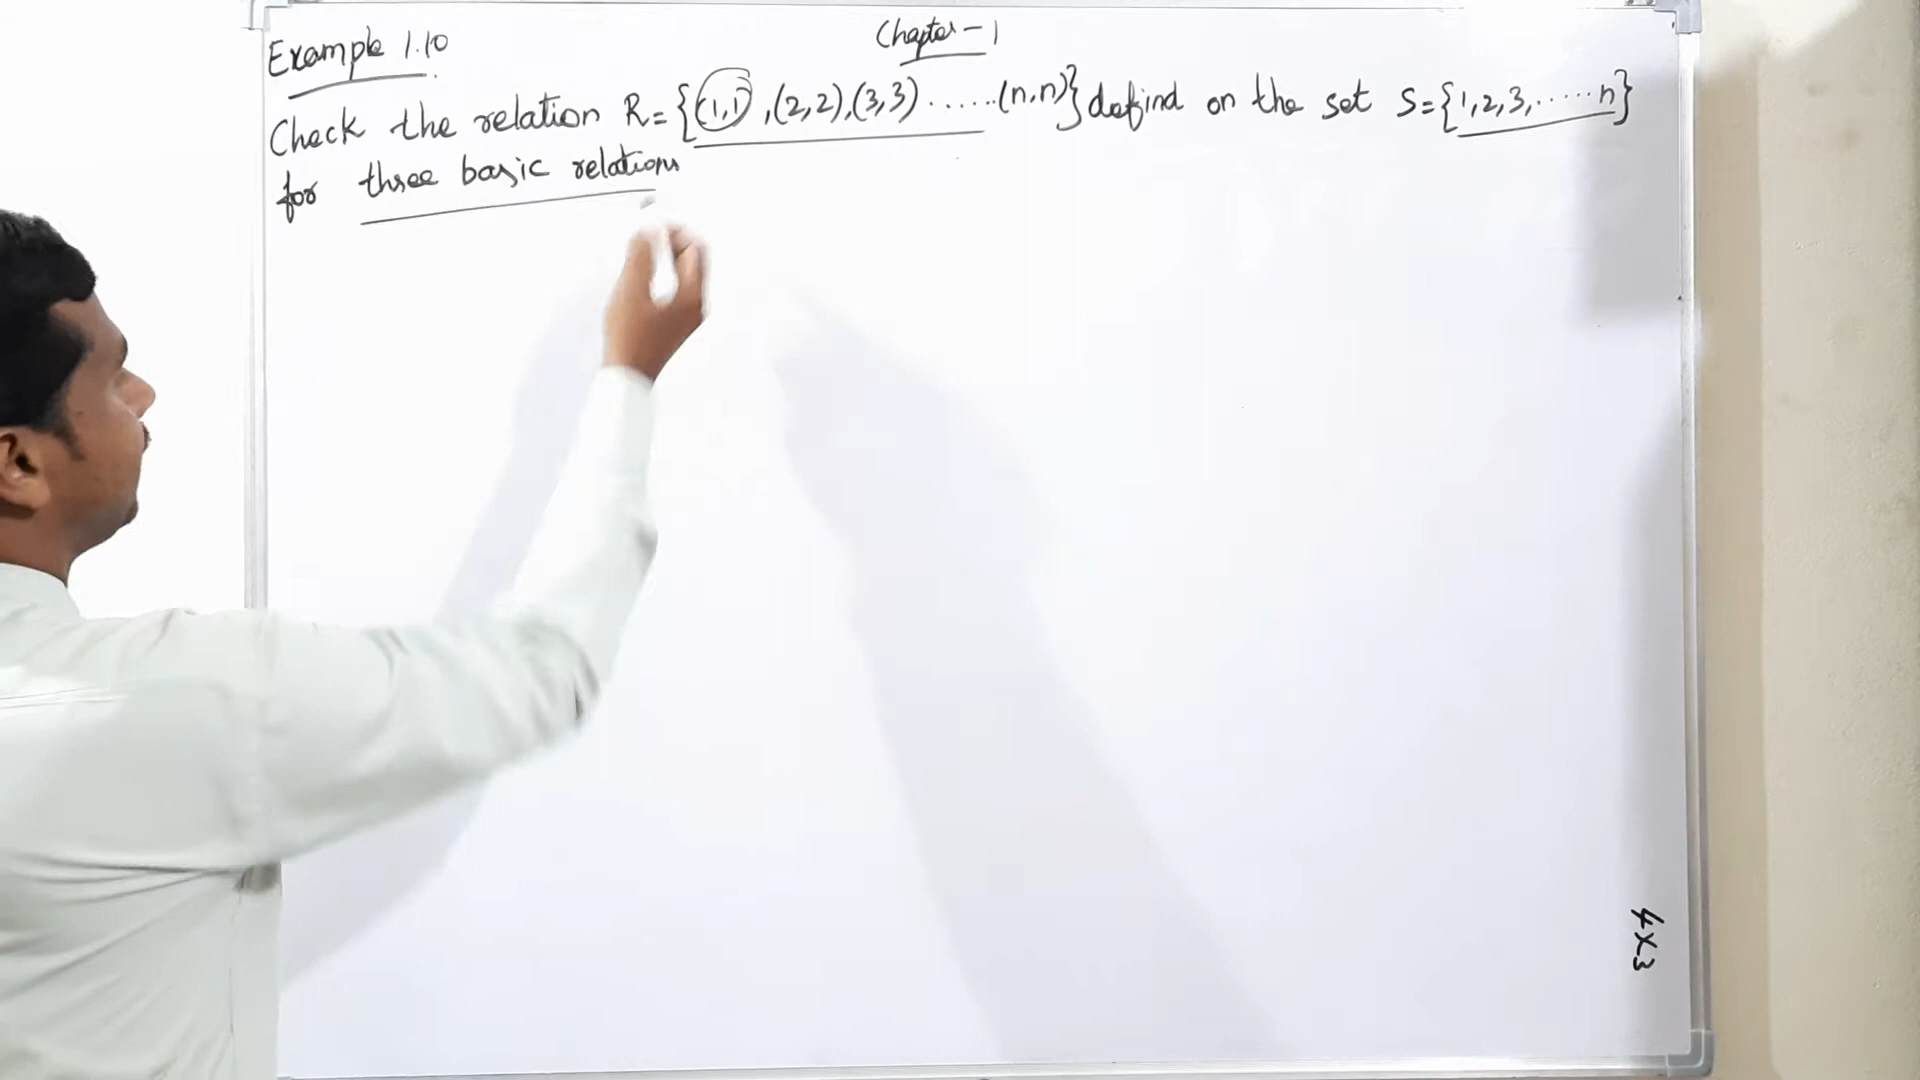 Chapter - 1
Example 1.10
Check the relation R = {(1,1), (2,2), (3,3) ...... (n,n)} defind on the set S = {1, 2, 3, ..... n}
for three basic relations
4x3